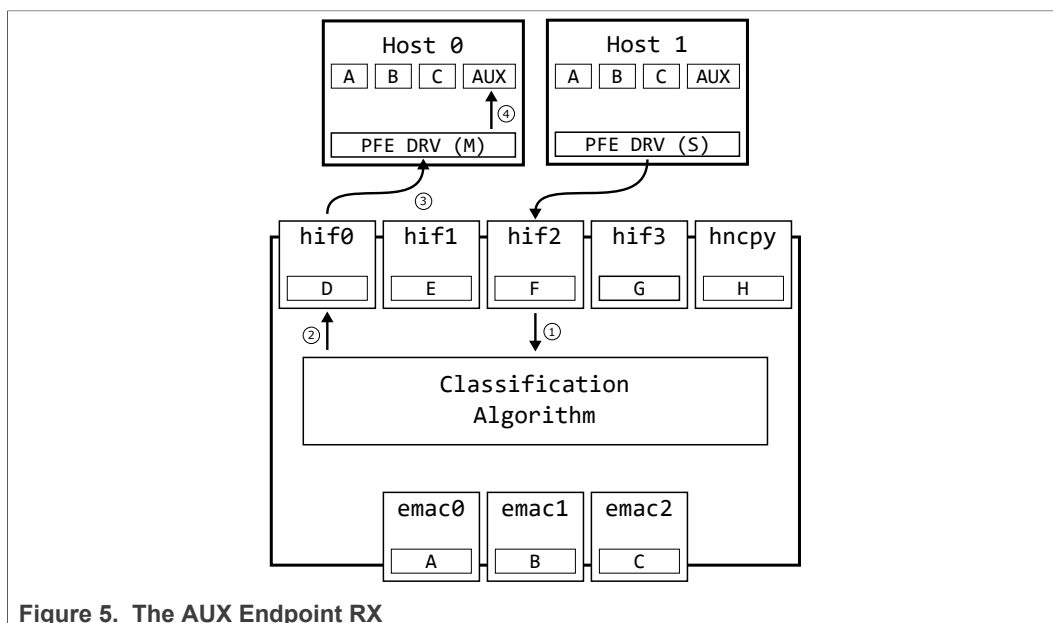 Host 0
A B C AUX
④
PFE DRV (M)
Host 1
A B C AUX
PFE DRV (S)
③
hif0 hif1 hif2 hif3 hncpy
D E F G H
② ①
Classification
Algorithm
emac0 emac1 emac2
A B C
Figure 5. The AUX Endpoint RX